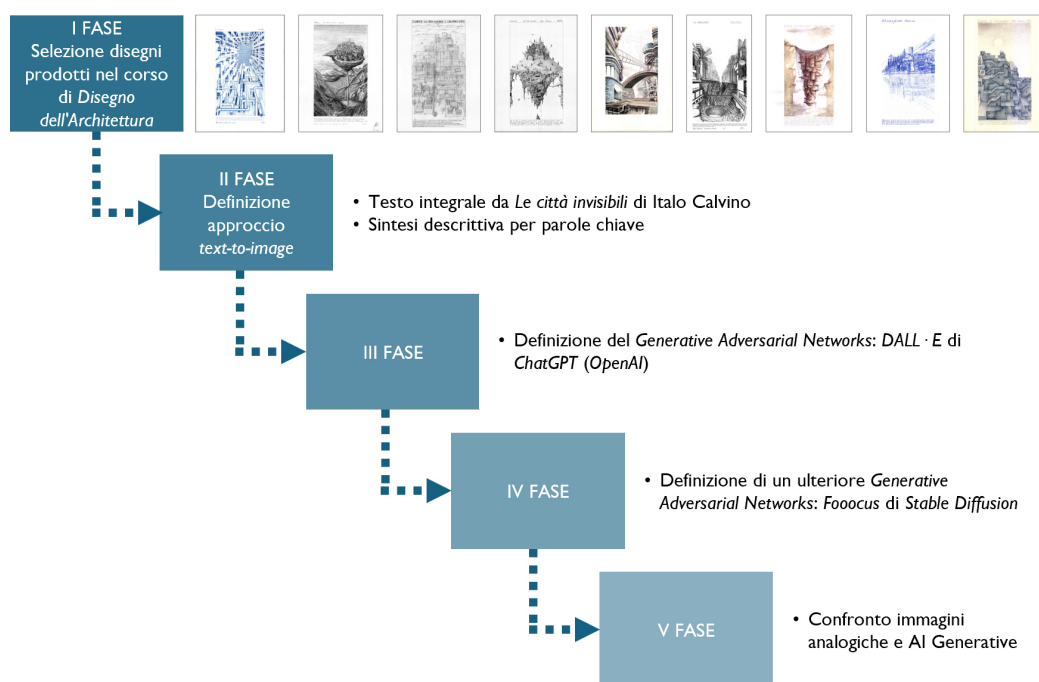 I FASE
Selezione disegni
prodotti nel corso
di Disegno
dell'Architettura
II FASE
Definizione
approccio
text-to-image
• Testo integrale da Le città invisibili di Italo Calvino
• Sintesi descrittiva per parole chiave
III FASE
• Definizione del Generative Adversarial Networks: DALL · E di
ChatGPT (OpenAI)
IV FASE
• Definizione di un ulteriore Generative
Adversarial Networks: Fooocus di Stable Diffusion
V FASE
• Confronto immagini
analogiche e AI Generative